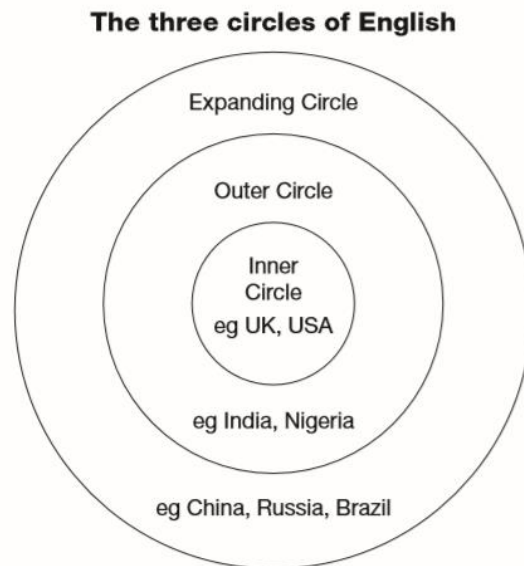 The three circles of English
Expanding Circle
Outer Circle
Inner
Circle
eg UK, USA
eg India, Nigeria
eg China, Russia, Brazil